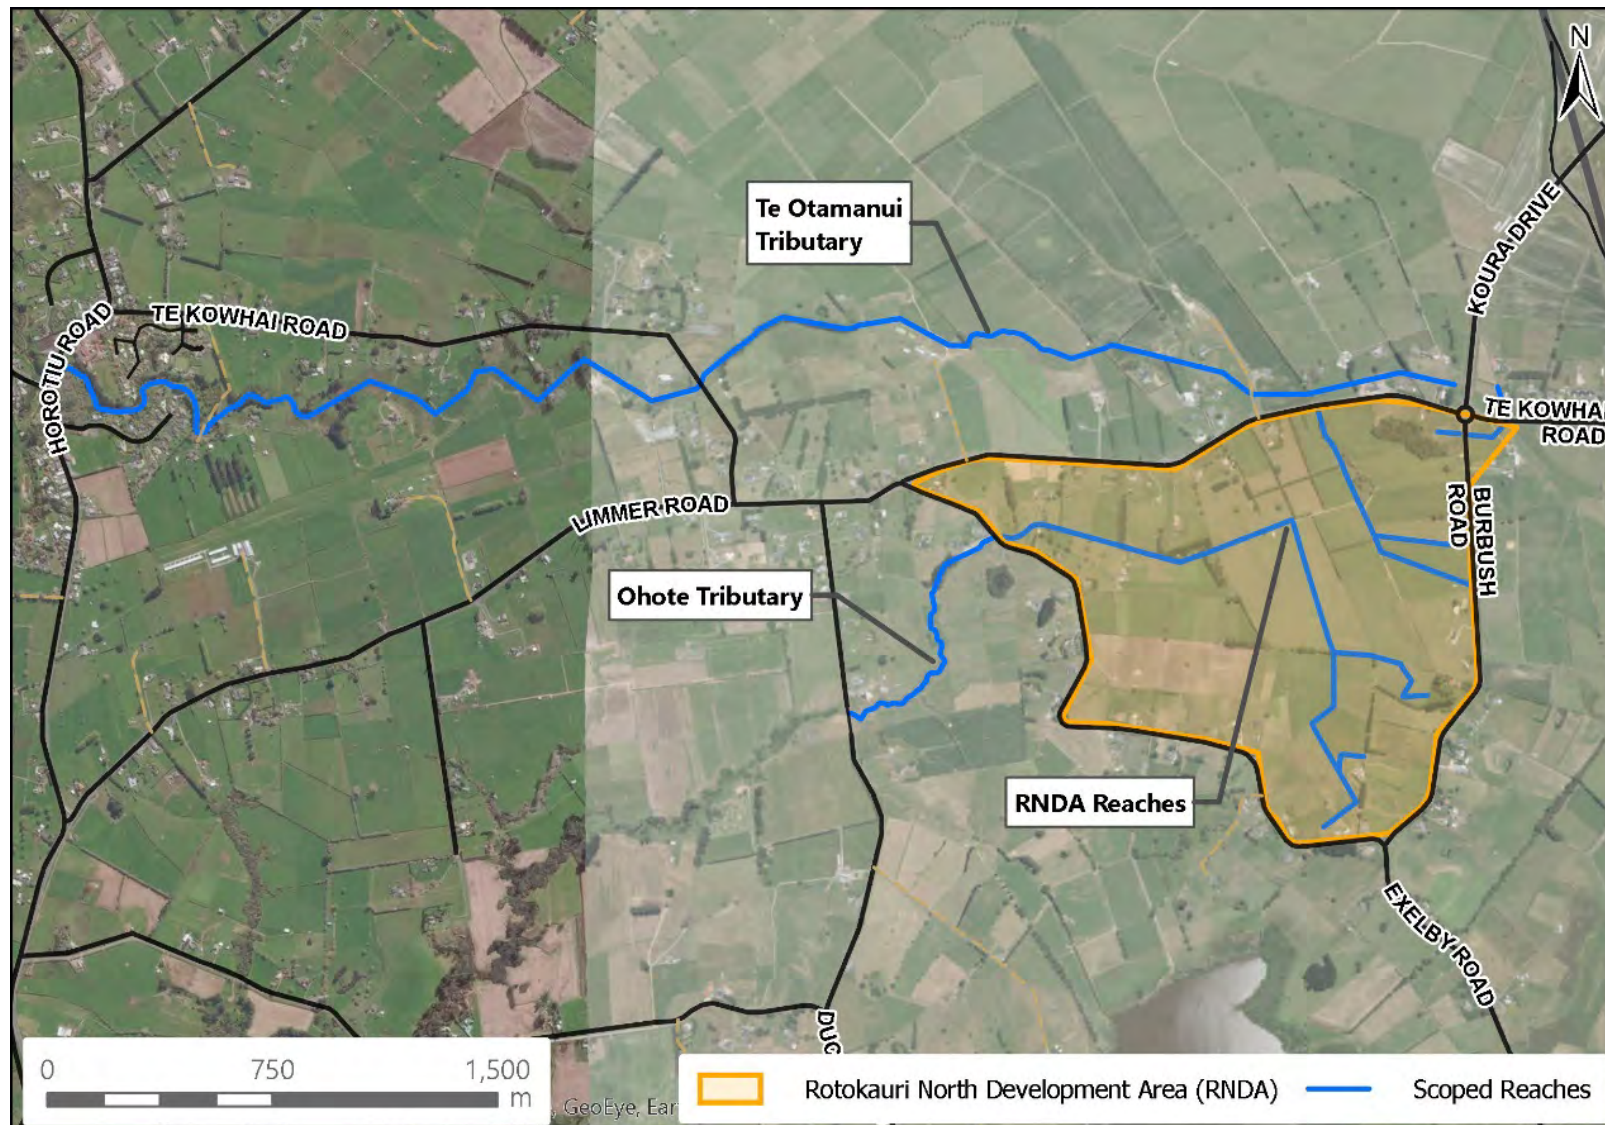 N
Te Otamanui
Tributary
KOURA DRIVE
HOROTIU ROAD
TE KOWHAI ROAD
TE KOWHAI
ROAD
LIMMER ROAD
BURBUSH
ROAD
Ohote Tributary
RNDA Reaches
EXELBY ROAD
DUC
0 750 1,500
m
, GeoEye, Ear
Rotokauri North Development Area (RNDA)
Scoped Reaches